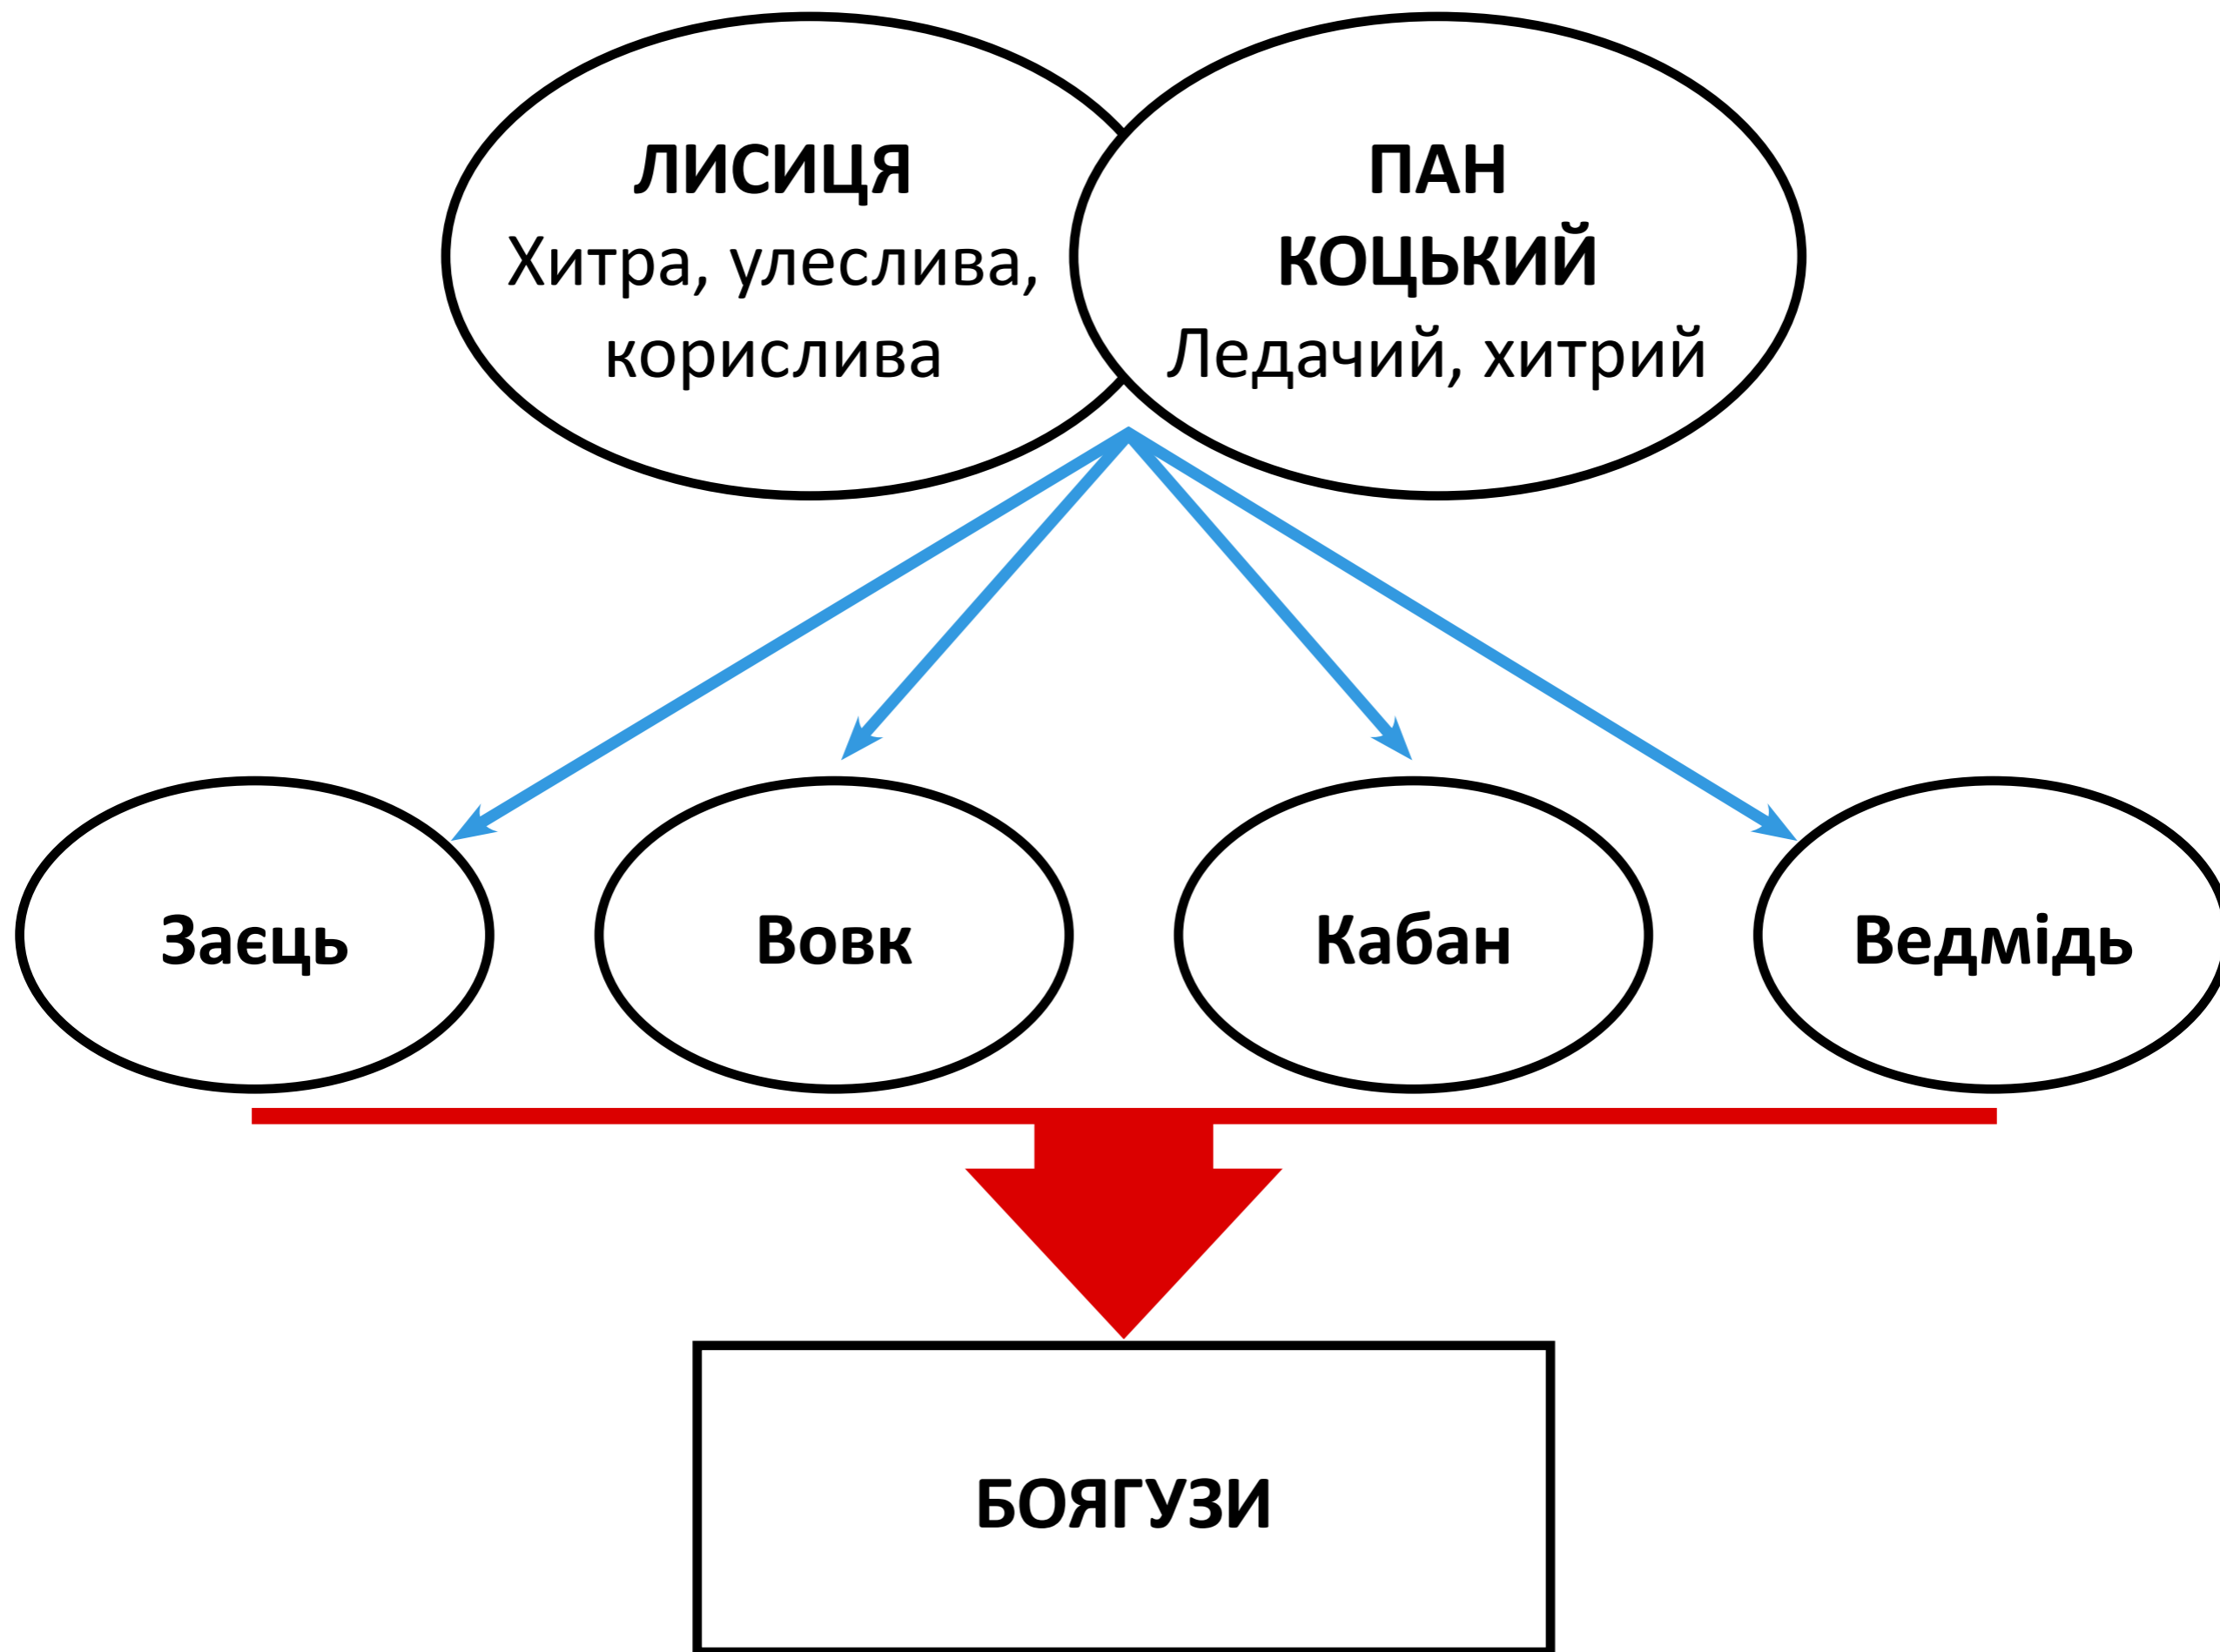 ЛИСИЦЯ
Хитра, улеслива,
корислива
ПАН
КОЦЬКИЙ
Ледачий, хитрий
Заєць
Вовк
Кабан
Ведмідь
БОЯГУЗИ